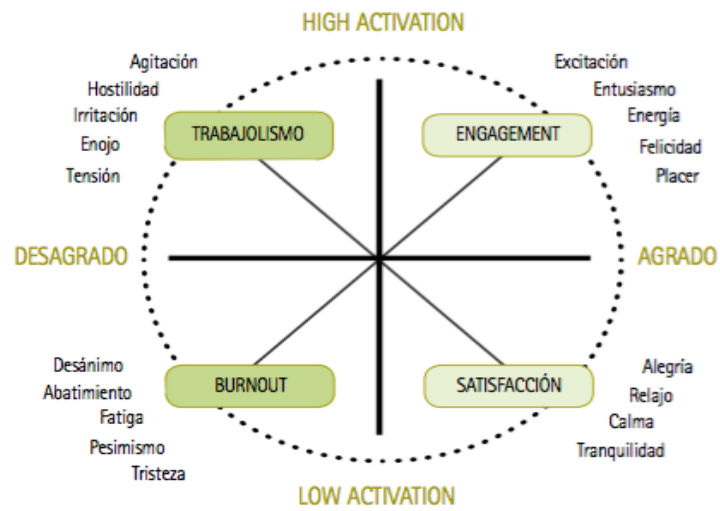 HIGH ACTIVATION
Agitación
Hostilidad
Irritación
Enojo
Tensión
TRABAJOLISMO
ENGAGEMENT
Excitación
Entusiasmo
Energía
Felicidad
Placer
DESAGRADO
AGRADO
Desánimo
Abatimiento
Fatiga
Pesimismo
Tristeza
BURNOUT
SATISFACCIÓN
Alegría
Relajo
Calma
Tranquilidad
LOW ACTIVATION